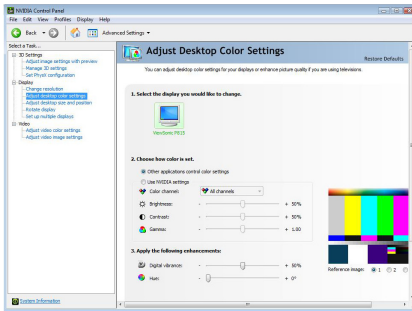 NVIDIA Control Panel
File Edit View Profiles Display Help
Back
Advanced Settings
Select a Task...
3D Settings
Adjust image settings with preview
Manage 3D settings
Set PhysX configuration
Display
Change resolution
Adjust desktop color settings
Adjust desktop size and position
Rotate display
Set up multiple displays
Video
Adjust video color settings
Adjust video image settings
System Information
Adjust Desktop Color Settings
Restore Defaults
You can adjust desktop color settings for your displays or enhance picture quality if you are using televisions.
1. Select the display you would like to change.
ViewSonic P815
2. Choose how color is set.
Other applications control color settings
Use NVIDIA settings
Color channel: All channels
Brightness: - + 50%
Contrast: - + 50%
Gamma: - + 1.00
3. Apply the following enhancements:
Digital vibrance: - + 50%
Hue: - + 0°
Reference image: 1 2